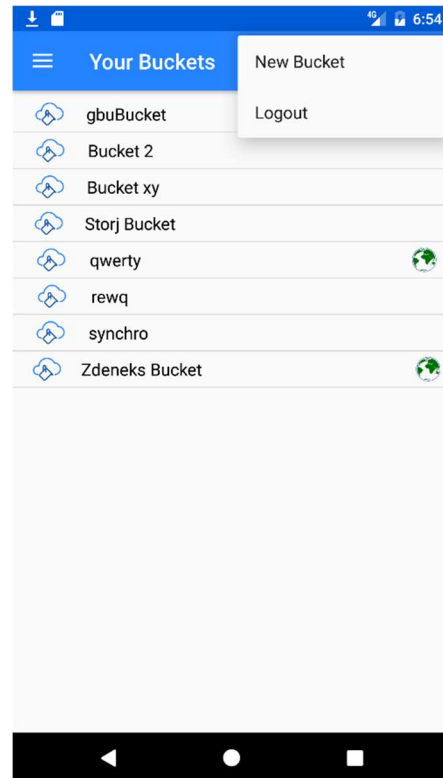 4G 6:54
Your Buckets
New Bucket
Logout
gbuBucket
Bucket 2
Bucket xy
Storj Bucket
qwerty
rewq
synchro
Zdeneks Bucket